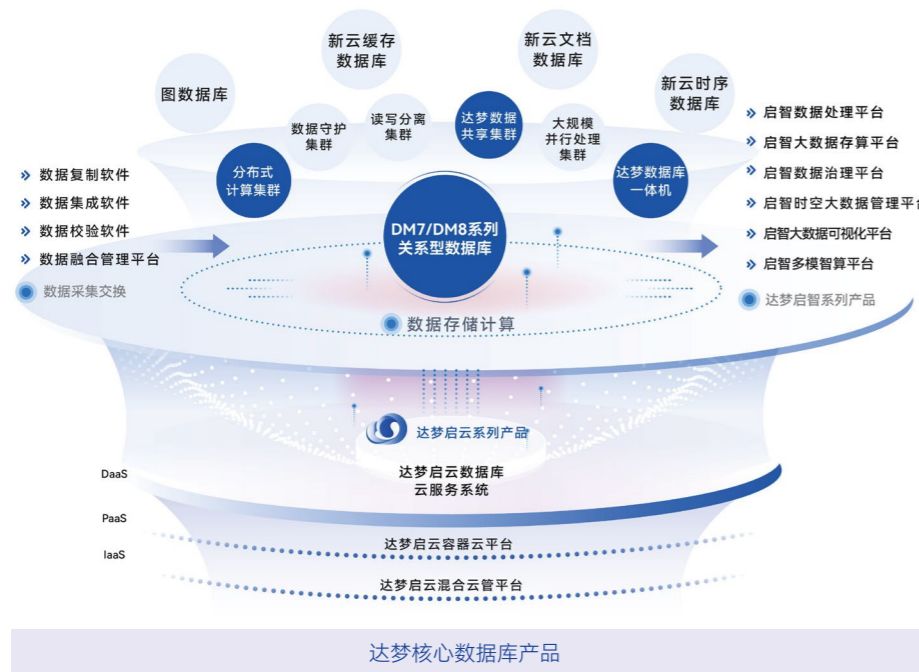 新云缓存
数据库
新云文档
数据库
图数据库
新云时序
数据库
数据守护
集群
读写分离
集群
达梦数据
共享集群
大规模
并行处理
集群
分布式
计算集群
达梦数据库
一体机
DM7/DM8系列
关系型数据库
数据复制软件
数据集成软件
数据校验软件
数据融合管理平台
数据采集交换
启智数据处理平台
启智大数据存算平台
启智数据治理平台
启智时空大数据管理平台
启智大数据可视化平台
启智多模智算平台
达梦启智系列产品
数据存储计算
达梦启云系列产品
达梦启云数据库
云服务系统
DaaS
PaaS
达梦启云容器云平台
IaaS
达梦启云混合云管平台
达梦核心数据库产品